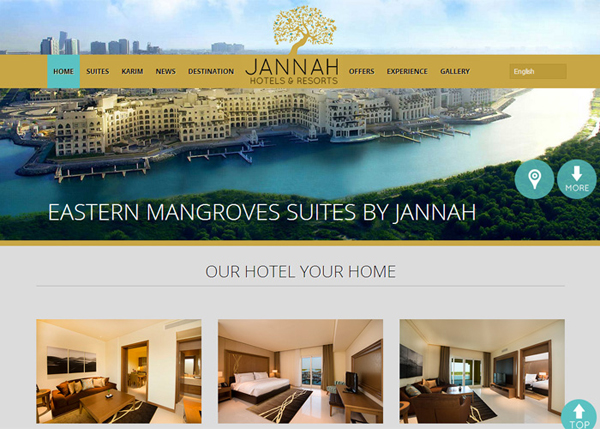 HOME SUITES KARIM NEWS DESTINATION JANNAH OFFERS EXPERIENCE GALLERY English
HOTELS & RESORTS
MORE
EASTERN MANGROVES SUITES BY JANNAH
OUR HOTEL YOUR HOME
TOP